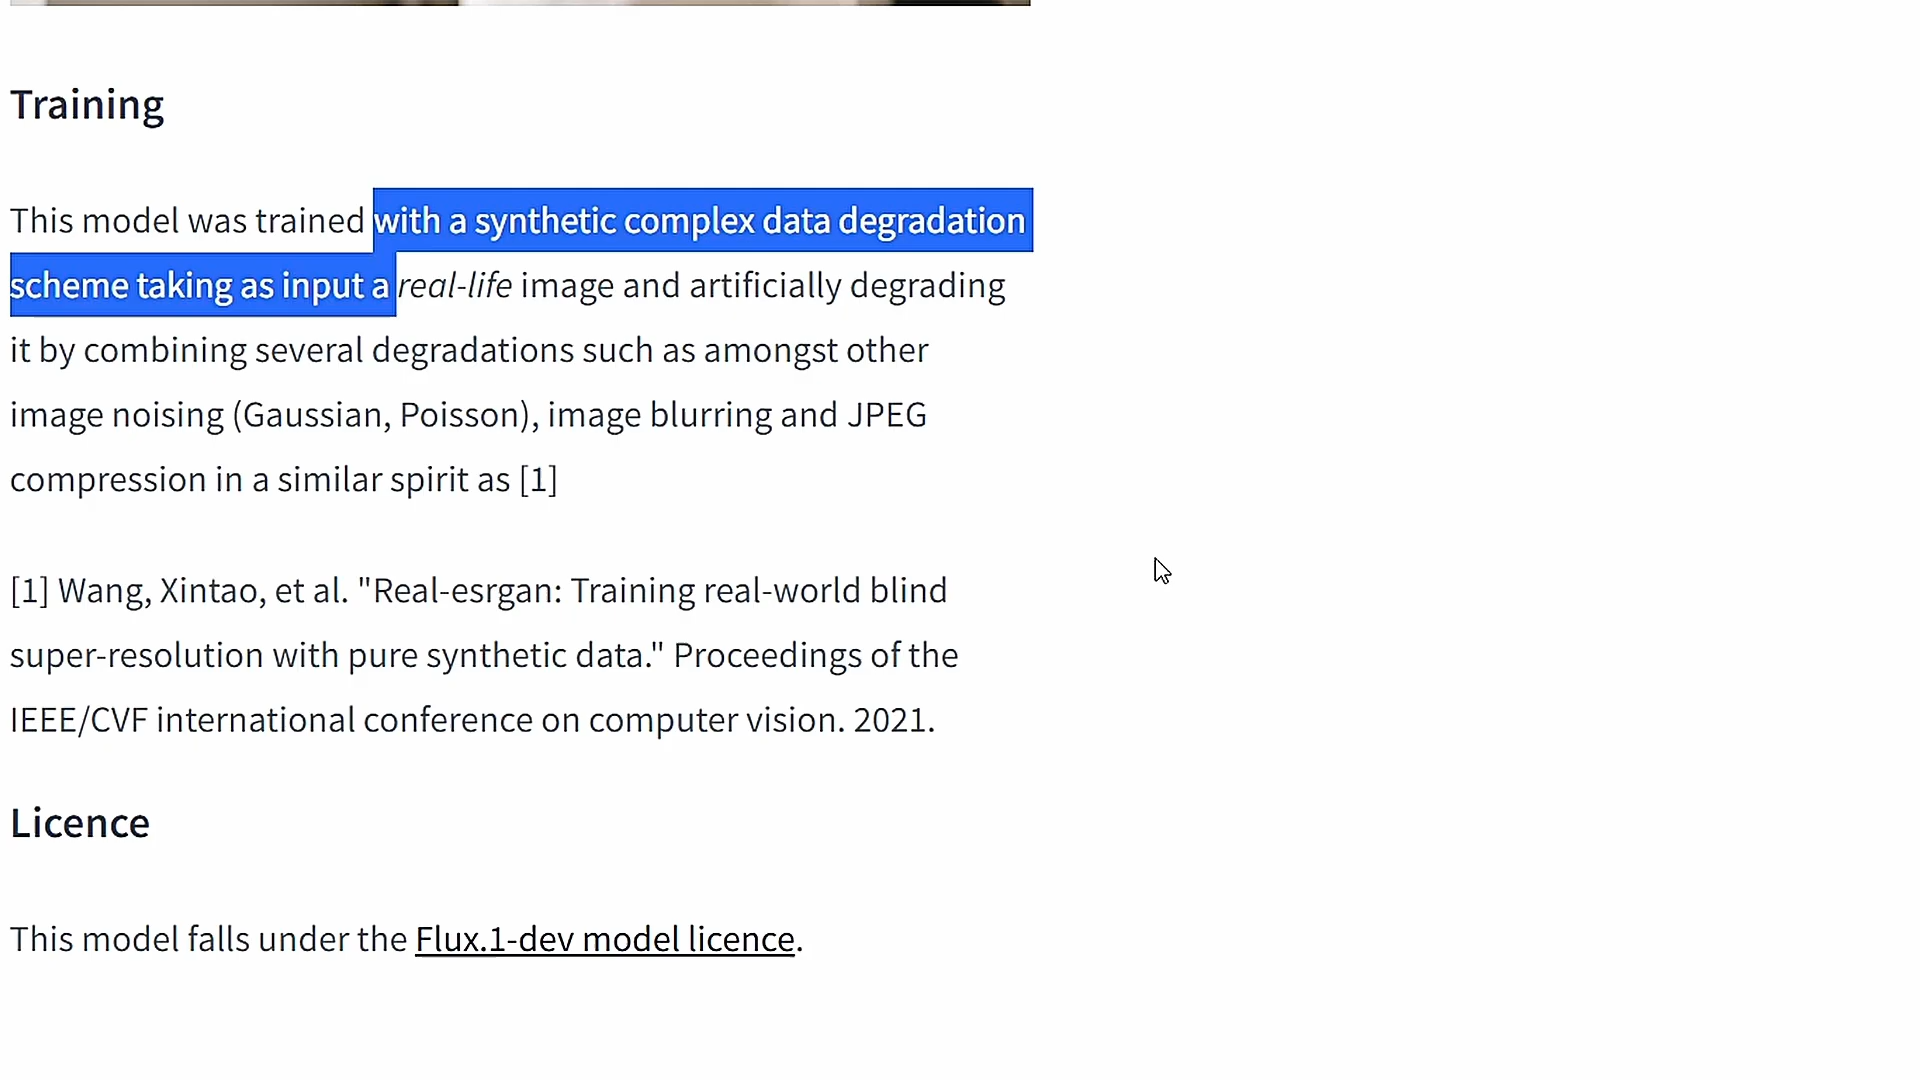 Training
This model was trained with a synthetic complex data degradation
scheme taking as input a real-life image and artificially degrading
it by combining several degradations such as amongst other
image noising (Gaussian, Poisson), image blurring and JPEG
compression in a similar spirit as [1]
[1] Wang, Xintao, et al. "Real-esrgan: Training real-world blind
super-resolution with pure synthetic data." Proceedings of the
IEEE/CVF international conference on computer vision. 2021.
Licence
This model falls under the Flux.1-dev model licence.